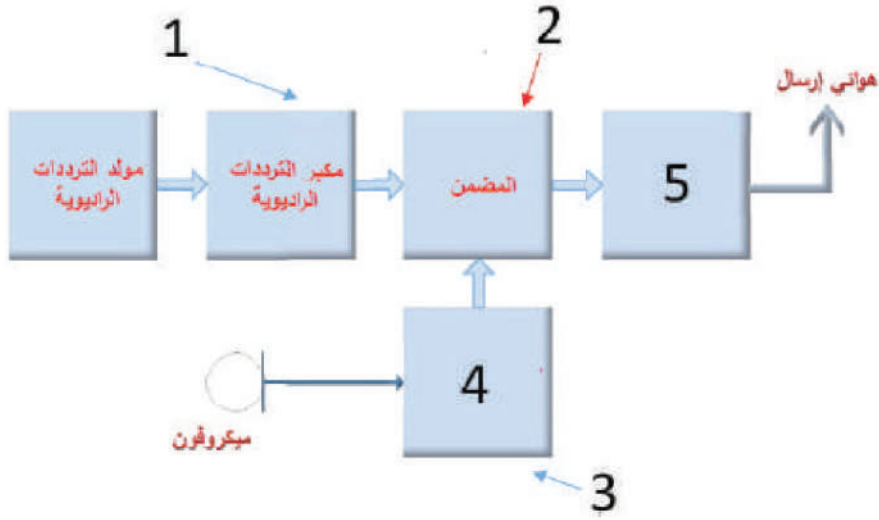 1
2
هوائي إرسال
مولد الترددات
الراديوية
مكبر الترددات
الراديوية
المضمن
5
4
ميكروفون
3